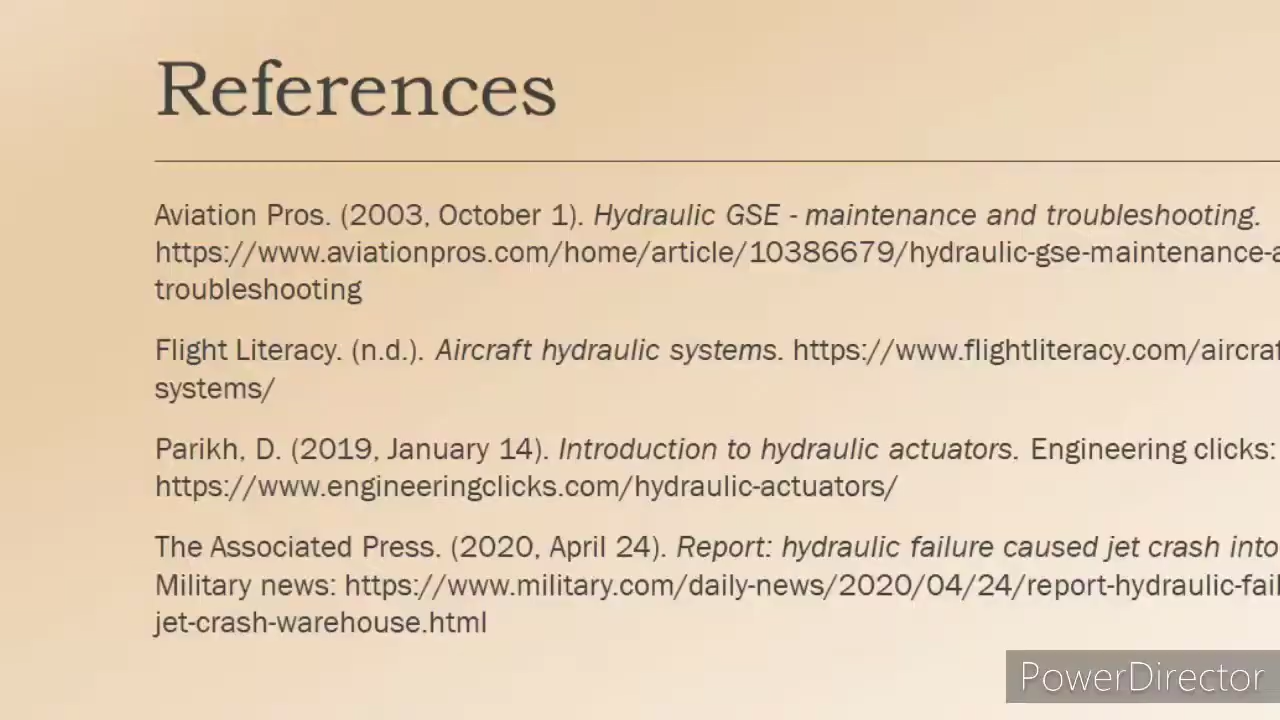 References
Aviation Pros. (2003, October 1). Hydraulic GSE - maintenance and troubleshooting.
https://www.aviationpros.com/home/article/10386679/hydraulic-gse-maintenance-a
troubleshooting
Flight Literacy. (n.d.). Aircraft hydraulic systems. https://www.flightliteracy.com/aircraf
systems/
Parikh, D. (2019, January 14). Introduction to hydraulic actuators. Engineering clicks:
https://www.engineeringclicks.com/hydraulic-actuators/
The Associated Press. (2020, April 24). Report: hydraulic failure caused jet crash into
Military news: https://www.military.com/daily-news/2020/04/24/report-hydraulic-fail
jet-crash-warehouse.html
PowerDirector